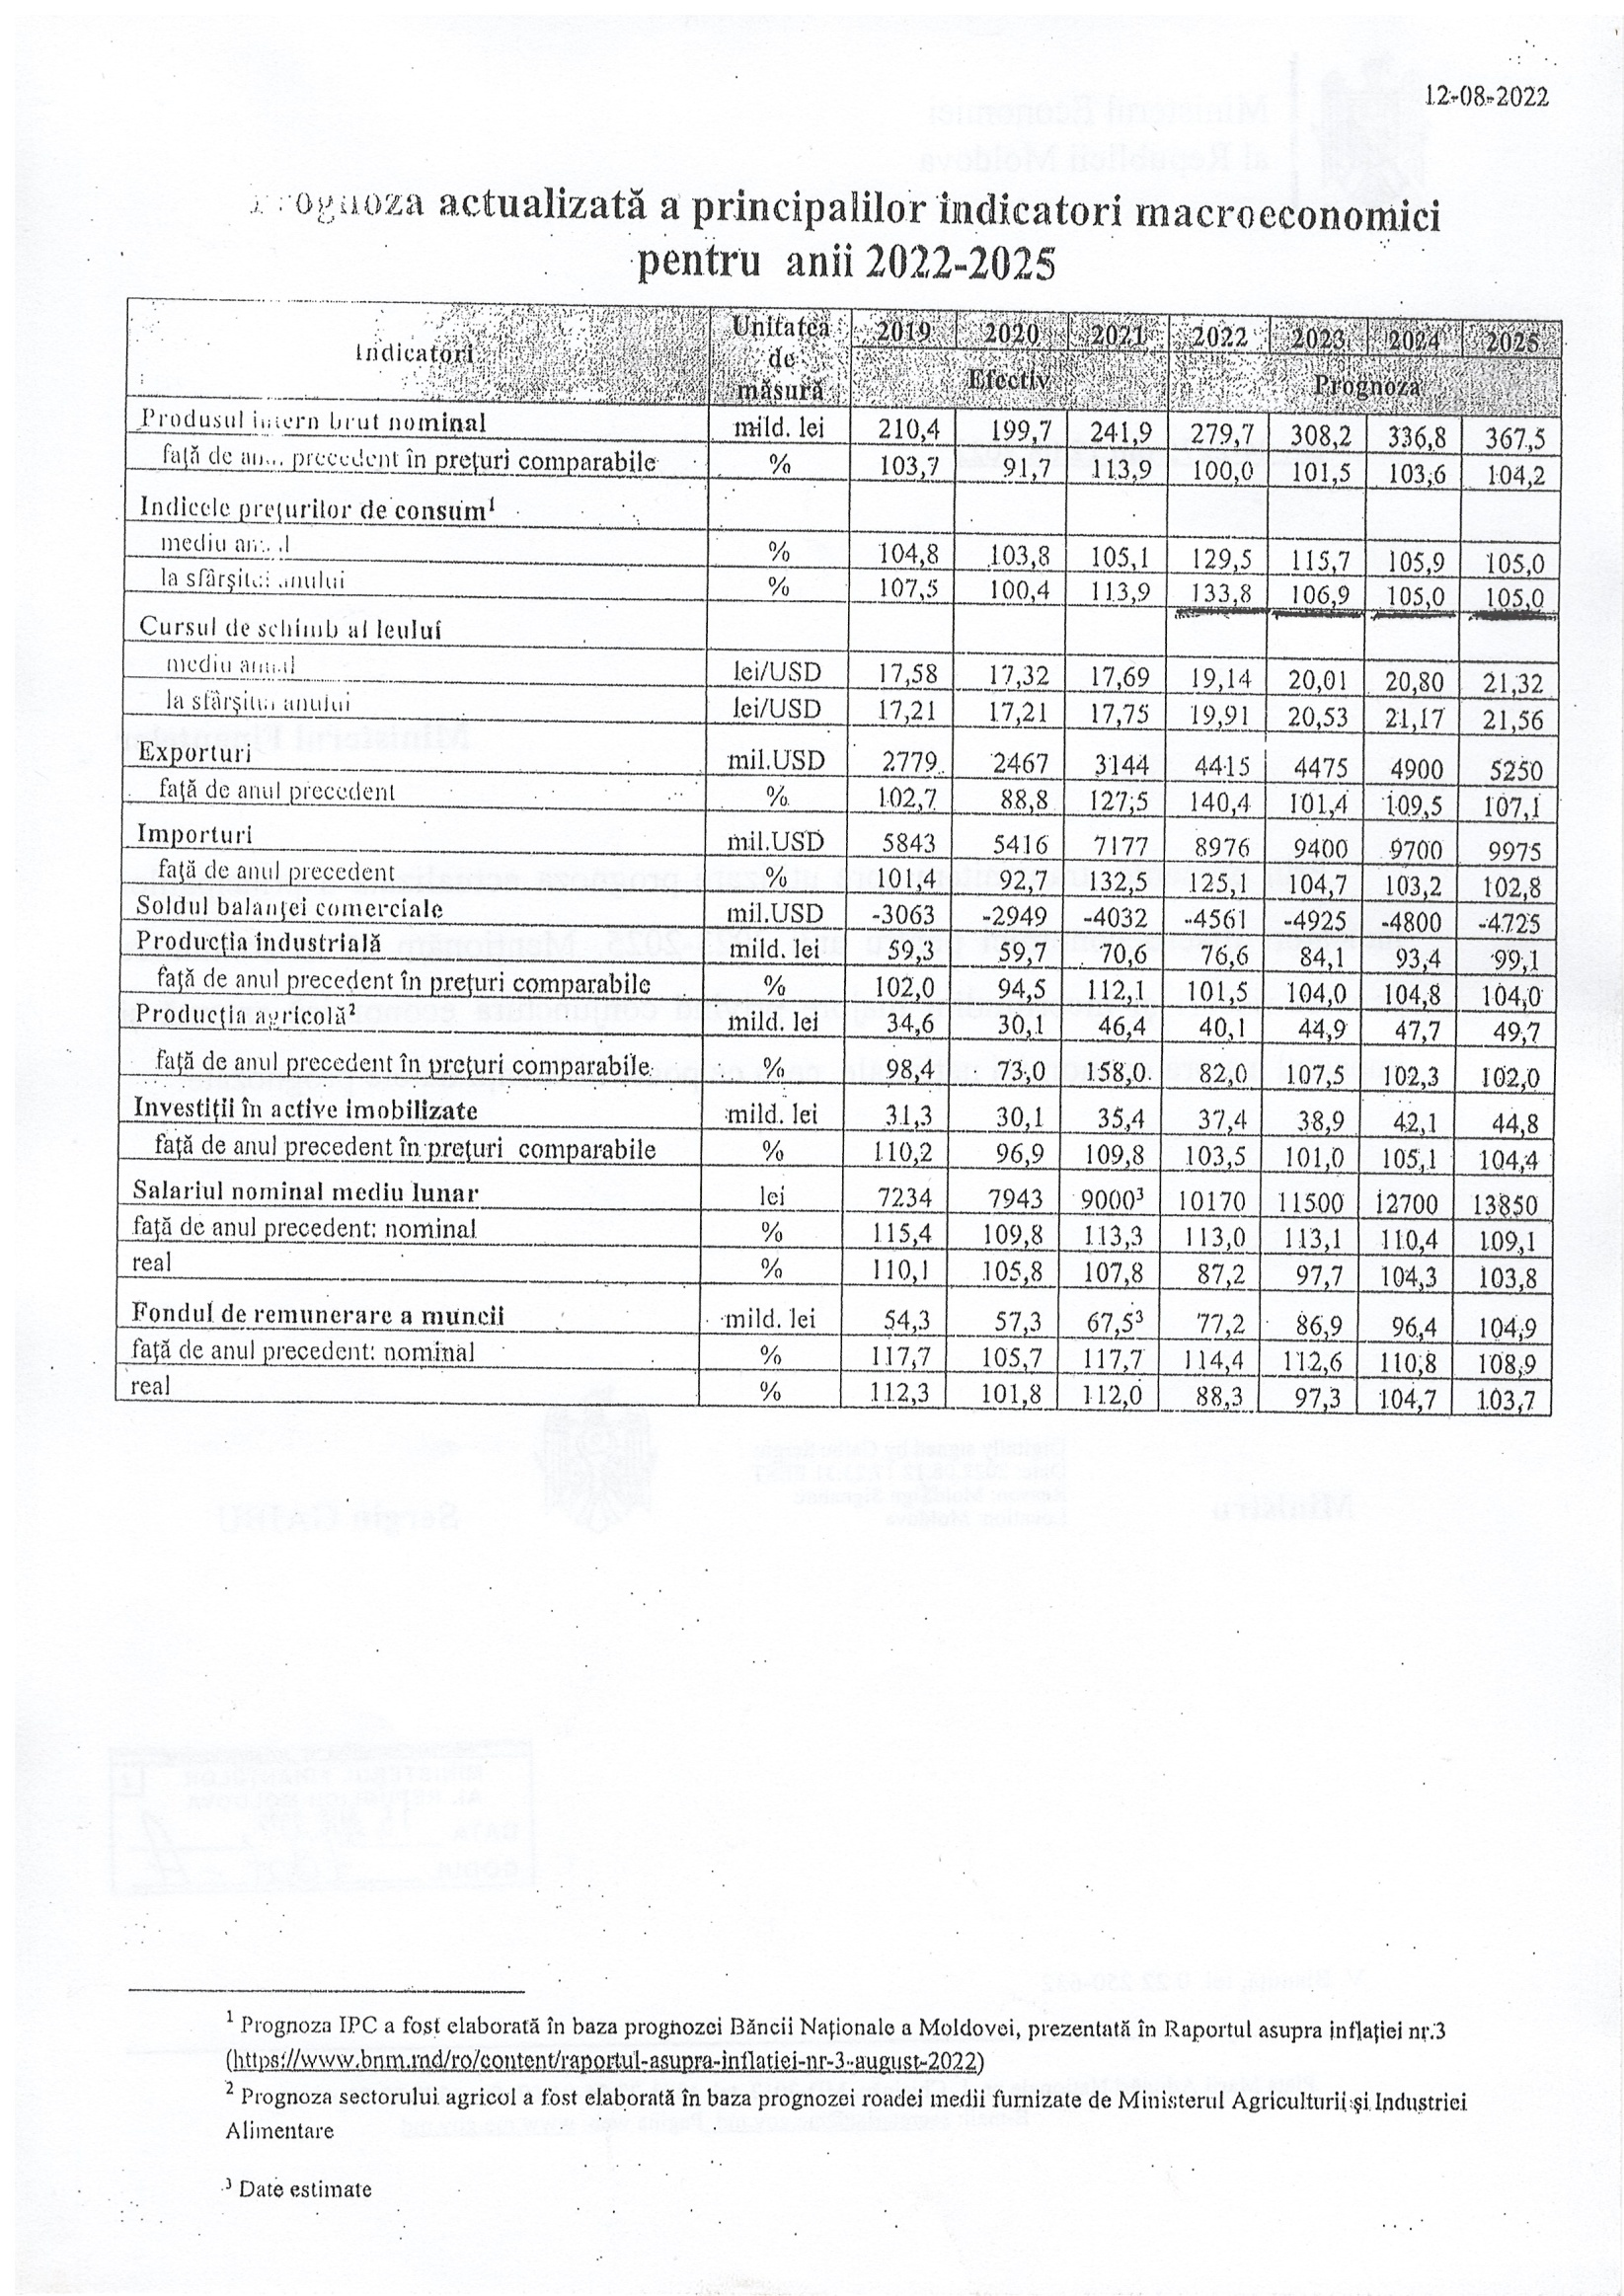 12-08-2022
Prognoza actualizată a principalilor indicatori macroeconomici
pentru anii 2022-2025
Indicatori Unitatea de măsură 2019 2020 2021 2022 2023 2024 2025
Efectiv Prognoza
Produsul intern brut nominal mild. lei 210,4 199,7 241,9 279,7 308,2 336,8 367,5
față de anul precedent în prețuri comparabile % 103,7 91,7 113,9 100,0 101,5 103,6 104,2
Indicele prețurilor de consum¹
mediu anual % 104,8 103,8 105,1 129,5 115,7 105,9 105,0
la sfârșitul anului % 107,5 100,4 113,9 133,8 106,9 105,0 105,0
Cursul de schimb al leului
mediu anual lei/USD 17,58 17,32 17,69 19,14 20,01 20,80 21,32
la sfârșitul anului lei/USD 17,21 17,21 17,75 19,91 20,53 21,17 21,56
Exporturi mil.USD 2779 2467 3144 4415 4475 4900 5250
față de anul precedent % 102,7 88,8 127,5 140,4 101,4 109,5 107,1
Importuri mil.USD 5843 5416 7177 8976 9400 9700 9975
față de anul precedent % 101,4 92,7 132,5 125,1 104,7 103,2 102,8
Soldul balanței comerciale mil.USD -3063 -2949 -4032 -4561 -4925 -4800 -4725
Producția industrială mild. lei 59,3 59,7 70,6 76,6 84,1 93,4 99,1
față de anul precedent în prețuri comparabile % 102,0 94,5 112,1 101,5 104,0 104,8 104,0
Producția agricolă² mild. lei 34,6 30,1 46,4 40,1 44,9 47,7 49,7
față de anul precedent în prețuri comparabile % 98,4 73,0 158,0 82,0 107,5 102,3 102,0
Investiții în active imobilizate mild. lei 31,3 30,1 35,4 37,4 38,9 42,1 44,8
față de anul precedent în prețuri comparabile % 110,2 96,9 109,8 103,5 101,0 105,1 104,4
Salariul nominal mediu lunar lei 7234 7943 9000³ 10170 11500 12700 13850
față de anul precedent: nominal % 115,4 109,8 113,3 113,0 113,1 110,4 109,1
real % 110,1 105,8 107,8 87,2 97,7 104,3 103,8
Fondul de remunerare a muncii mild. lei 54,3 57,3 67,5³ 77,2 86,9 96,4 104,9
față de anul precedent: nominal % 117,7 105,7 117,7 114,4 112,6 110,8 108,9
real % 112,3 101,8 112,0 88,3 97,3 104,7 103,7
¹ Prognoza IPC a fost elaborată în baza prognozei Băncii Naționale a Moldovei, prezentată în Raportul asupra inflației nr.3
(https://www.bnm.md/ro/content/raportul-asupra-inflatiei-nr-3-august-2022)
² Prognoza sectorului agricol a fost elaborată în baza prognozei roadei medii furnizate de Ministerul Agriculturii și Industriei
Alimentare
³ Date estimate